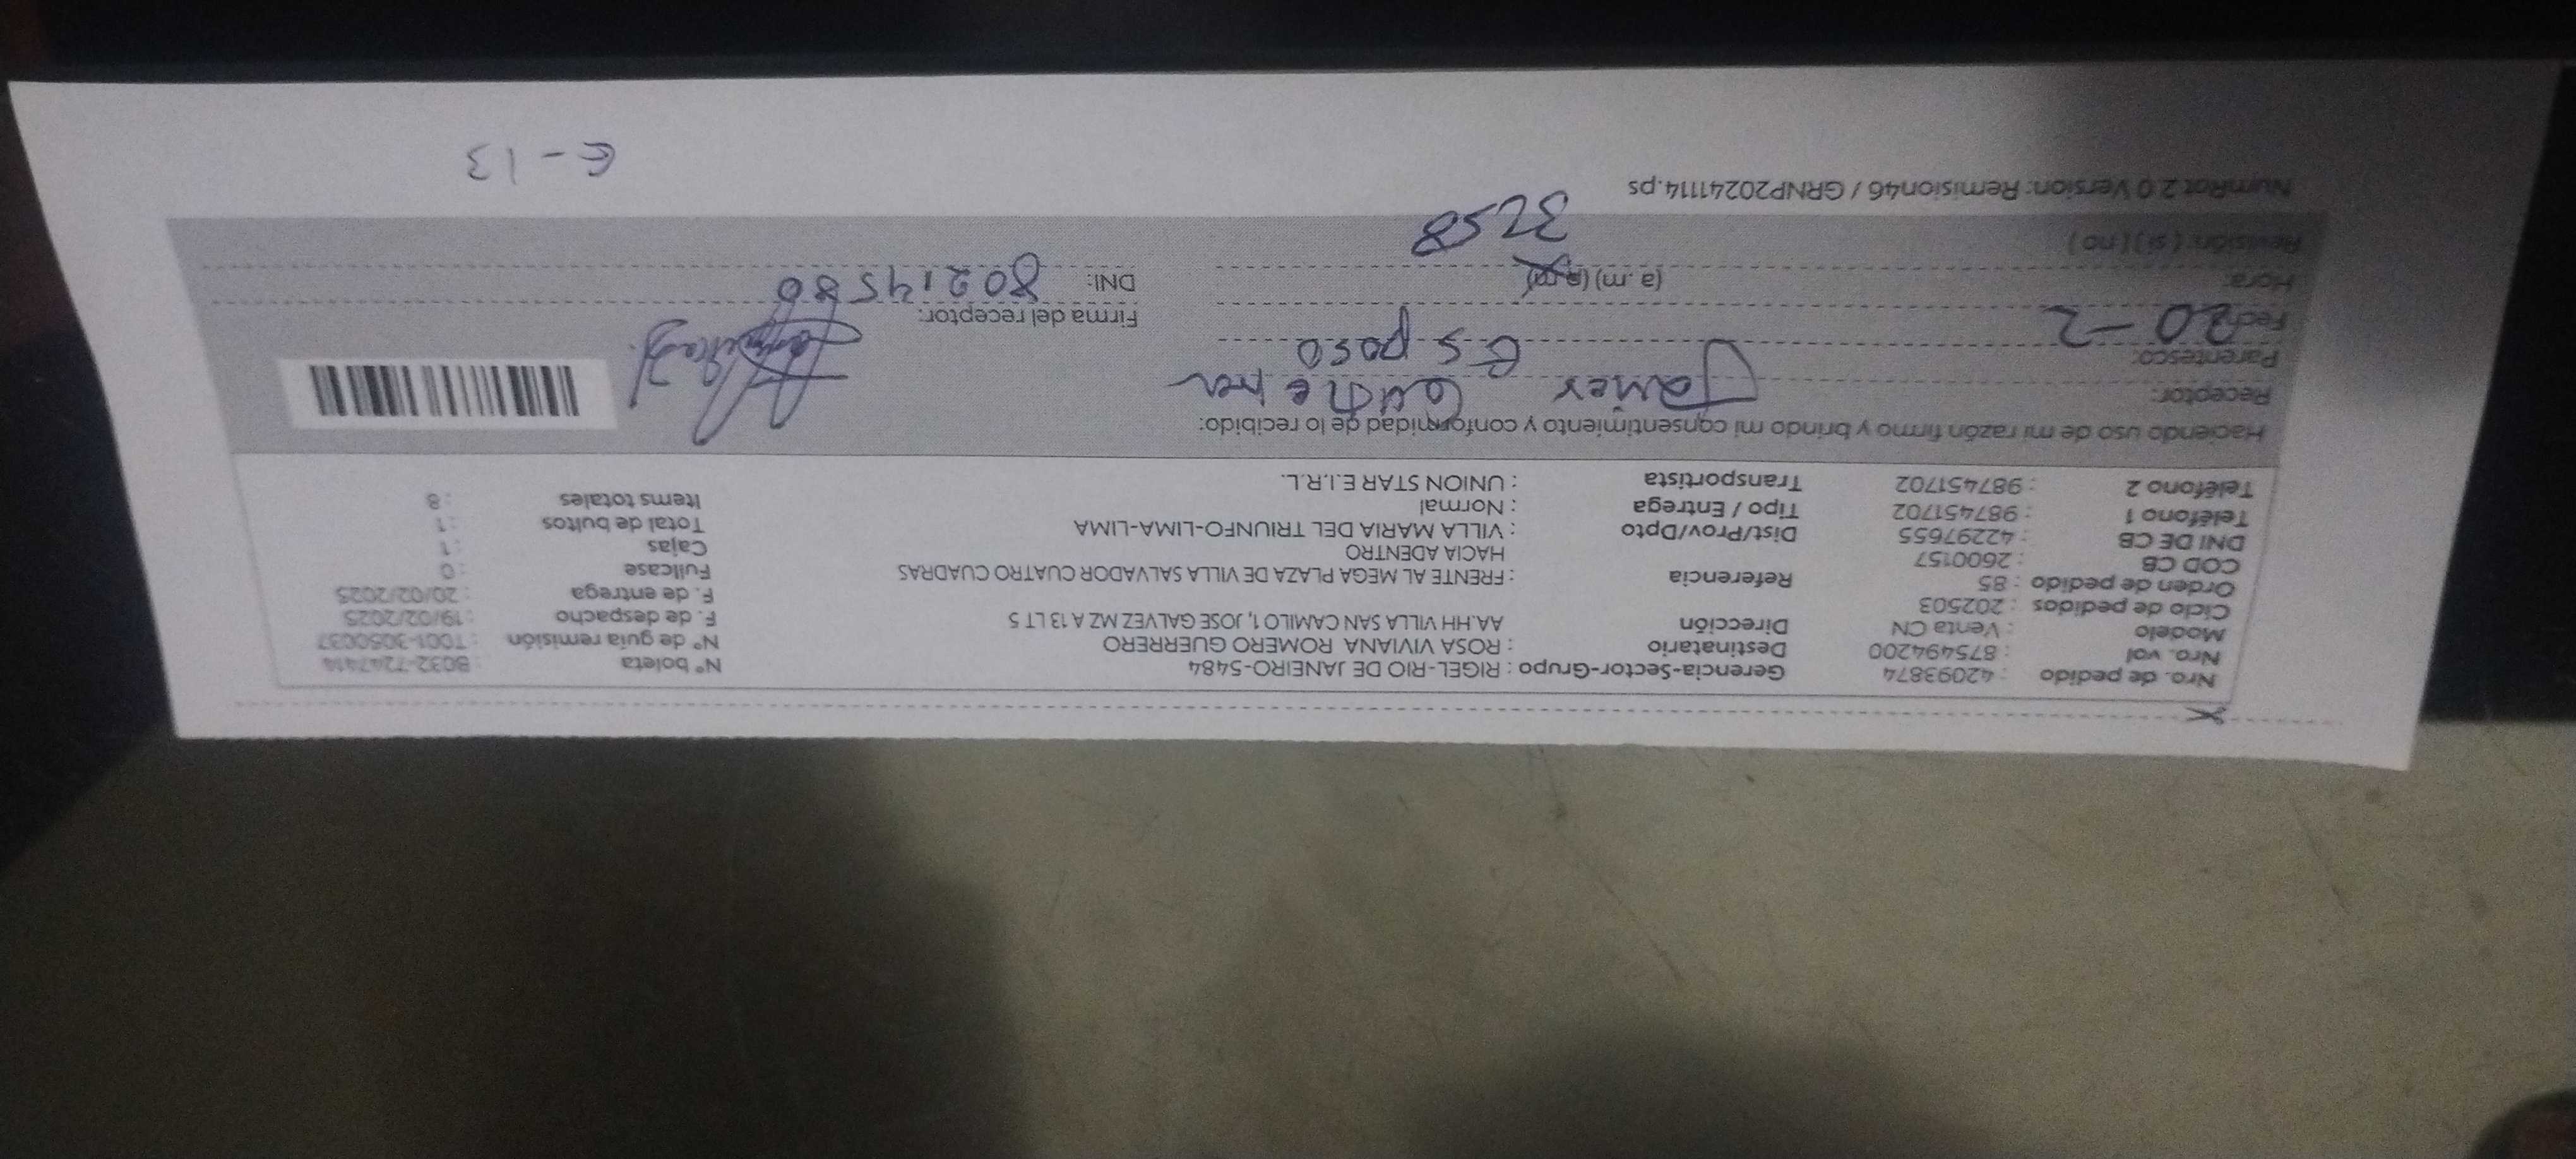 Nro. de pedido : 42093874 Gerencia-Sector-Grupo : RIGEL-RIO DE JANEIRO-5484 N° boleta : B032-7247414
Nro. vol : 875494200 Destinatario : ROSA VIVIANA ROMERO GUERRERO N° de guia remisión : T001-3050037
Modelo : Venta CN Dirección AA.HH VILLA SAN CAMILO 1, JOSE GALVEZ MZ A 13 LT 5 F. de despacho : 19/02/2025
Ciclo de pedidos : 202503 F. de entrega : 20/02/2025
Orden de pedido : 85 Referencia : FRENTE AL MEGA PLAZA DE VILLA SALVADOR CUATRO CUADRAS Fullcase : 0
COD CB : 2600157 HACIA ADENTRO Cajas : 1
DNI DE CB : 42297655 Dist/Prov/Dpto : VILLA MARIA DEL TRIUNFO-LIMA-LIMA Total de bultos : 1
Teléfono 1 : 987451702 Tipo / Entrega : Normal Items totales : 8
Teléfono 2 : 987451702 Transportista : UNION STAR E.I.R.L.
Haciendo uso de mi razón firmo y brindo mi consentimiento y conformidad de lo recibido:
Receptor:
Parentesco: Esposo
Fecha: 20-2 Firma del receptor:
Hora: (a.m) (p.m) DNI: 80214580
Revisión: ( si ) ( no ) 3258
NumRot 2.0 Version: Remision46 / GRNP20241114.ps
E-13